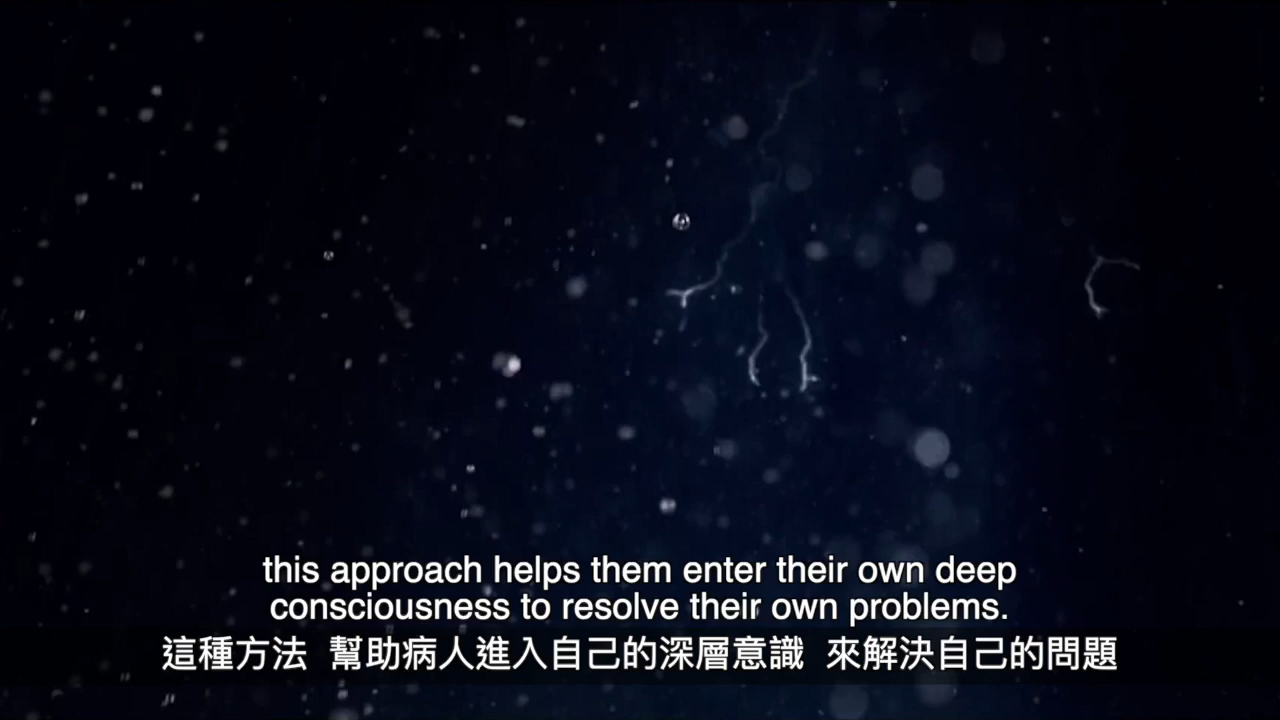 this approach helps them enter their own deep
consciousness to resolve their own problems.
這種方法 幫助病人進入自己的深層意識 來解決自己的問題